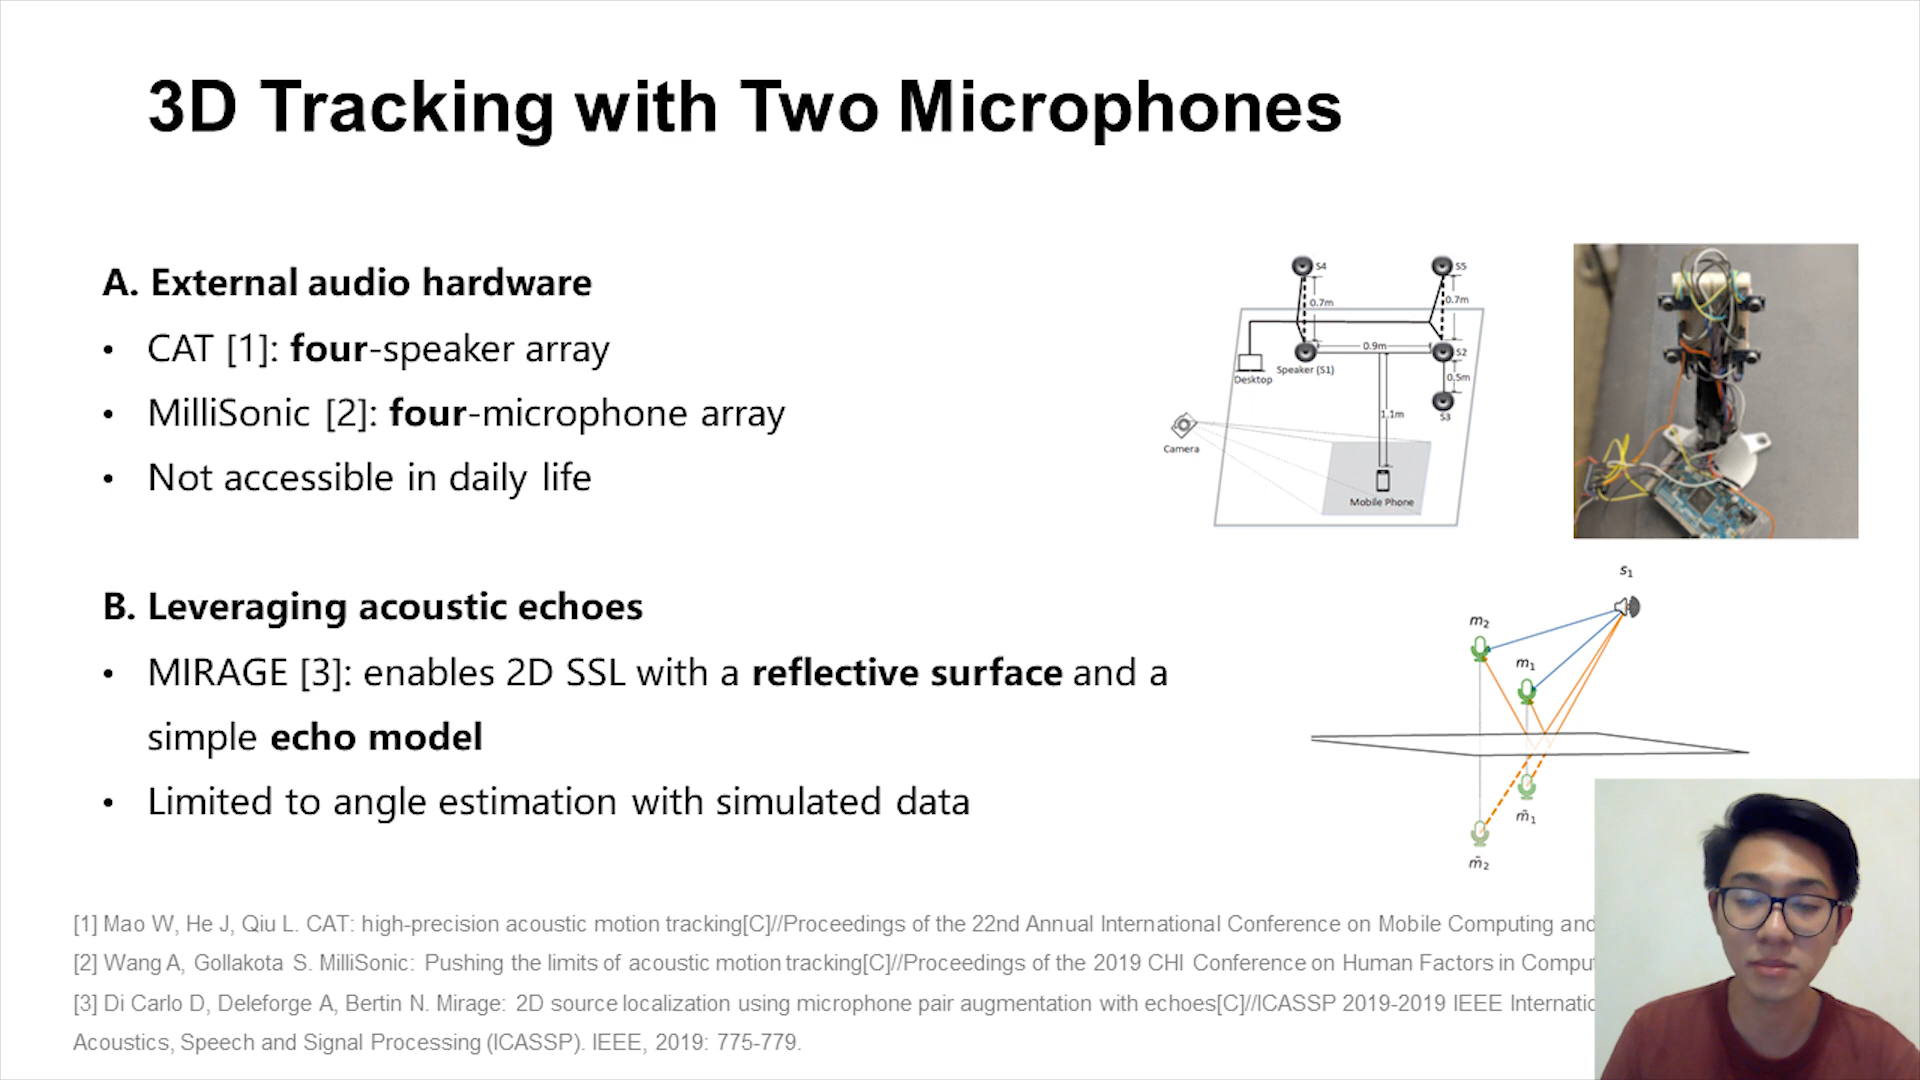 3D Tracking with Two Microphones
A. External audio hardware
• CAT [1]: four-speaker array
• MilliSonic [2]: four-microphone array
• Not accessible in daily life
S4
S5
0.7m
0.7m
0.9m
S2
Speaker (S1)
Desktop
0.5m
S3
1.1m
Camera
Mobile Phone
B. Leveraging acoustic echoes
• MIRAGE [3]: enables 2D SSL with a reflective surface and a
simple echo model
• Limited to angle estimation with simulated data
s1
m2
m1
m̄1
m̄2
[1] Mao W, He J, Qiu L. CAT: high-precision acoustic motion tracking[C]//Proceedings of the 22nd Annual International Conference on Mobile Computing and
[2] Wang A, Gollakota S. MilliSonic: Pushing the limits of acoustic motion tracking[C]//Proceedings of the 2019 CHI Conference on Human Factors in
[3] Di Carlo D, Deleforge A, Bertin N. Mirage: 2D source localization using microphone pair augmentation with echoes[C]//ICASSP 2019-2019 IEEE
Acoustics, Speech and Signal Processing (ICASSP). IEEE, 2019: 775-779.